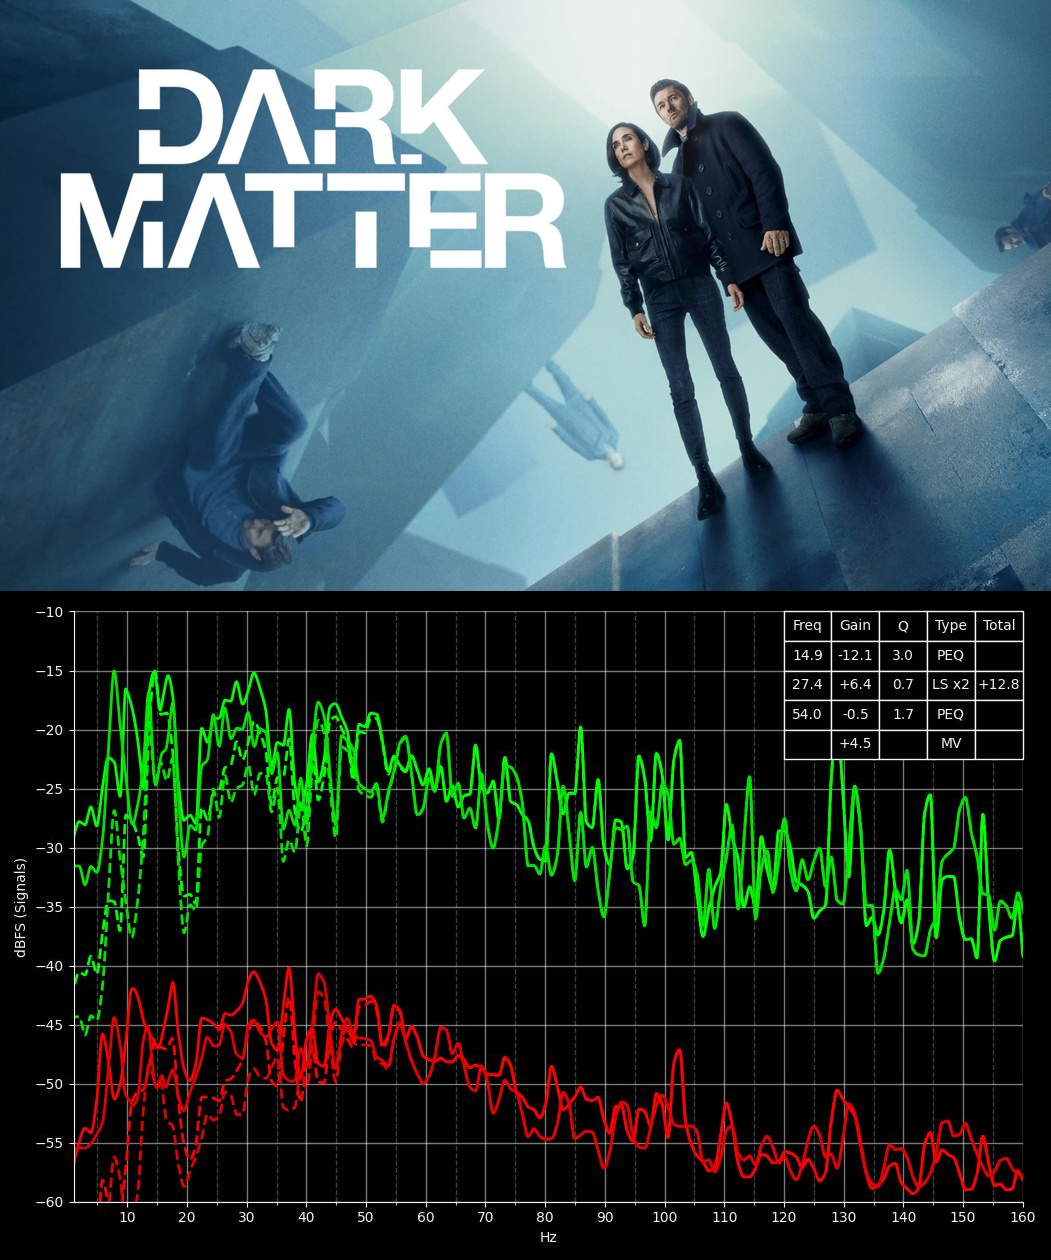 DARK
MATTER
Freq Gain Q Type Total
14.9 -12.1 3.0 PEQ
27.4 +6.4 0.7 LS x2 +12.8
54.0 -0.5 1.7 PEQ
+4.5 MV
−10
−15
−20
−25
−30
−35
−40
−45
−50
−55
−60
dBFS (Signals)
10 20 30 40 50 60 70 80 90 100 110 120 130 140 150 160
Hz